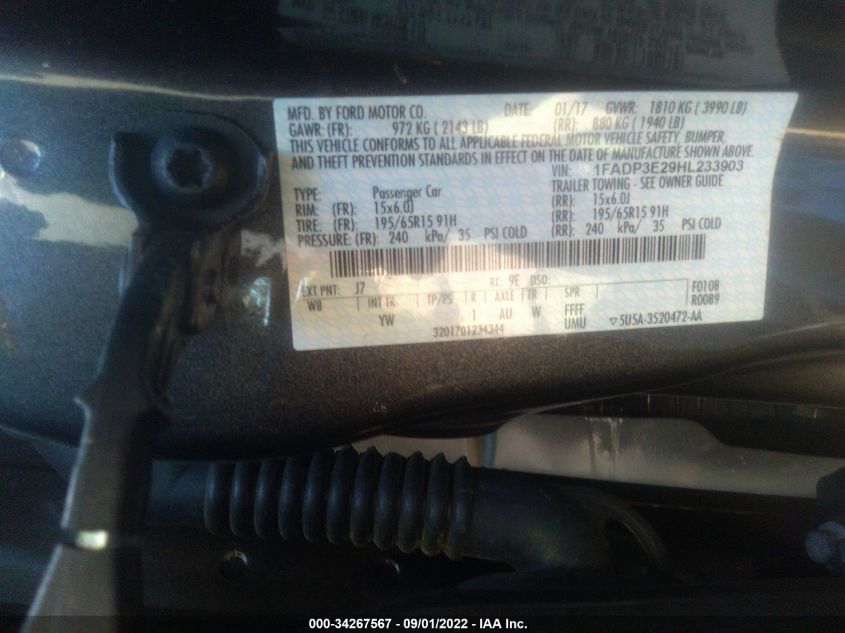 MFD. BY FORD MOTOR CO. DATE: 01/17 GVWR: 1810 KG ( 3990 LB)
GAWR: (FR): 972 KG ( 2143 LB) (RR): 880 KG ( 1940 LB)
THIS VEHICLE CONFORMS TO ALL APPLICABLE FEDERAL MOTOR VEHICLE SAFETY, BUMPER,
AND THEFT PREVENTION STANDARDS IN EFFECT ON THE DATE OF MANUFACTURE SHOWN ABOVE.
VIN: 1FADP3E29HL233903
TYPE: Passenger Car TRAILER TOWING - SEE OWNER GUIDE
RIM: (FR): 15x6.0J (RR): 15x6.0J
TIRE: (FR): 195/65R15 91H (RR): 195/65R15 91H
PRESSURE: (FR): 240 kPa/ 35 PSI COLD (RR): 240 kPa/ 35 PSI COLD
EXT PNT: J7 RC: 9E DSO: F0108
WB INT TR TP/PS R AXLE TR SPR R0089
YW 1 AU W FFFF
UMU
3201701234344 5U5A-3520472-AA
000-34267567 - 09/01/2022 - IAA Inc.